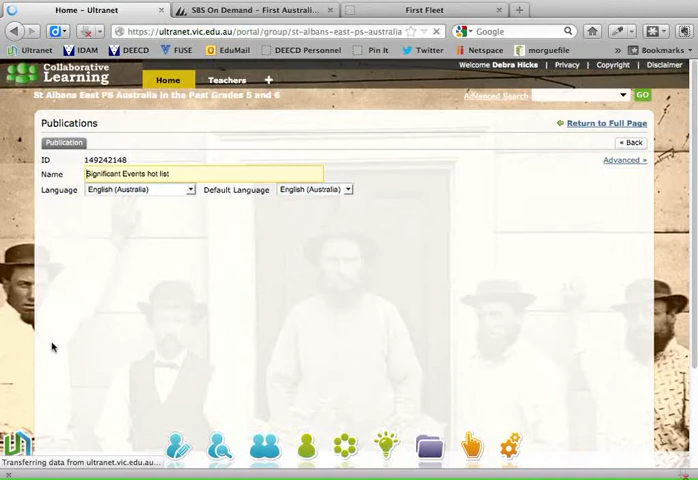 Home – Ultranet
SBS On Demand – First Australi...
First Fleet
https://ultranet.vic.edu.au/portal/group/st-albans-east-ps-australia
Google
Ultranet IDAM DEECD FUSE EduMail DEECD Personnel Pin It Twitter Netspace morguefile Bookmarks
Collaborative Learning
Home Teachers +
Welcome Debra Hicks | Privacy | Copyright | Disclaimer
St Albans East PS Australia in the Past Grades 5 and 6
Advanced Search GO
Publications
Return to Full Page
Publication
« Back
ID 149242148
Advanced »
Name Significant Events hot list
Language English (Australia) Default Language English (Australia)
Transferring data from ultranet.vic.edu.au...